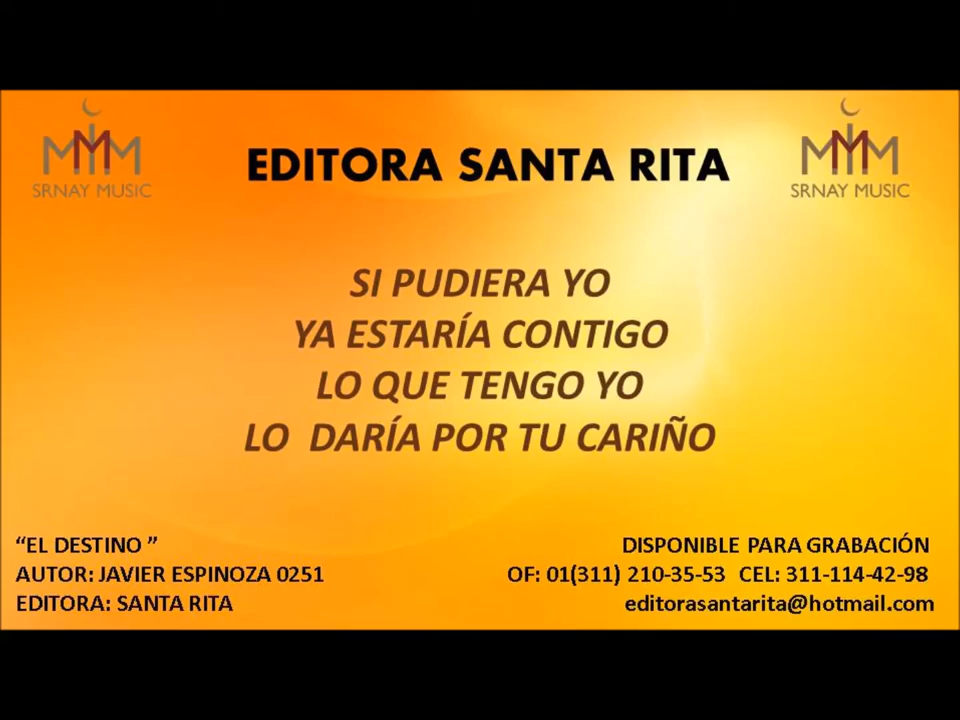 SRNAY MUSIC
EDITORA SANTA RITA
SRNAY MUSIC
SI PUDIERA YO
YA ESTARÍA CONTIGO
LO QUE TENGO YO
LO DARÍA POR TU CARIÑO
“EL DESTINO ”
AUTOR: JAVIER ESPINOZA 0251
EDITORA: SANTA RITA
DISPONIBLE PARA GRABACIÓN
OF: 01(311) 210-35-53 CEL: 311-114-42-98
editorasantarita@hotmail.com